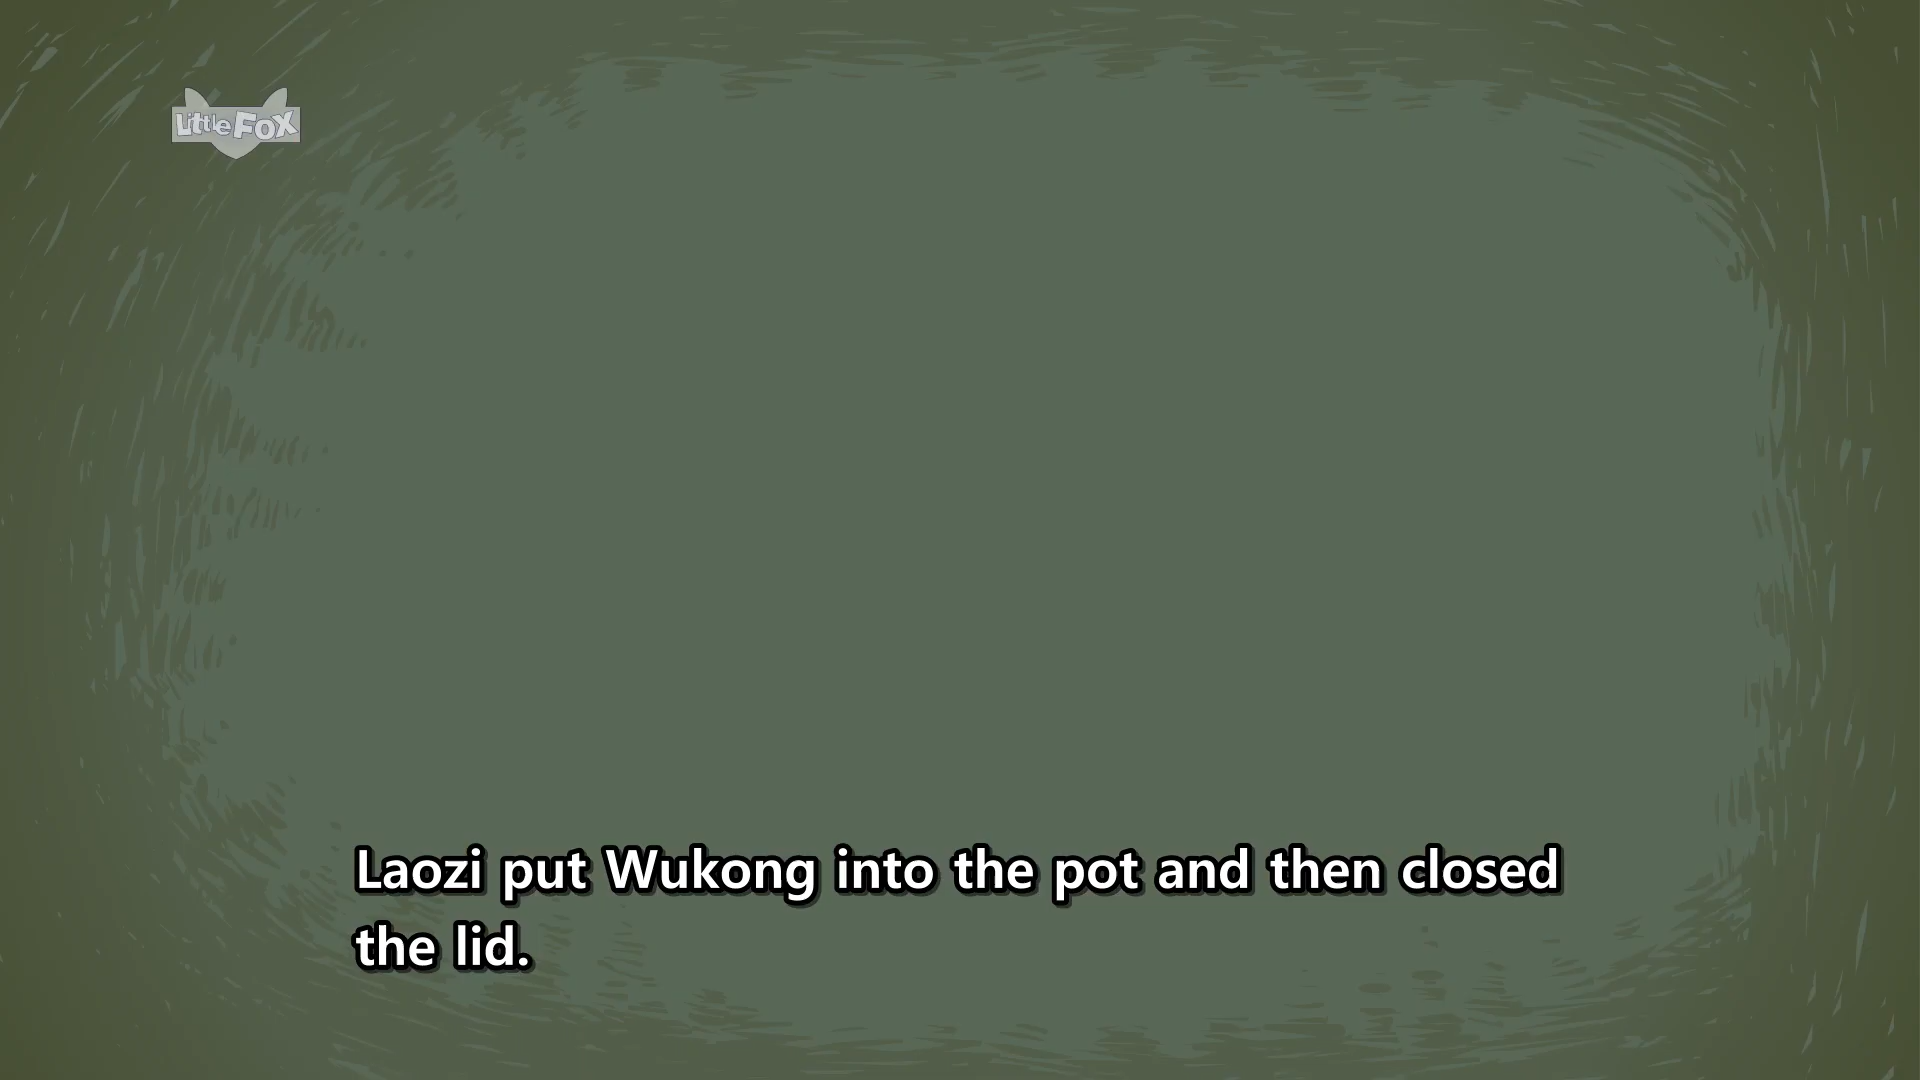 Little Fox
Laozi put Wukong into the pot and then closed
the lid.